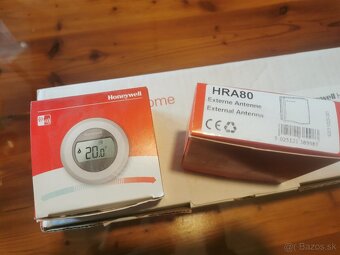 Honeywell
20.0
ome
HRA80
Externe Antenne
External Antenna
CE
Bazos.sk